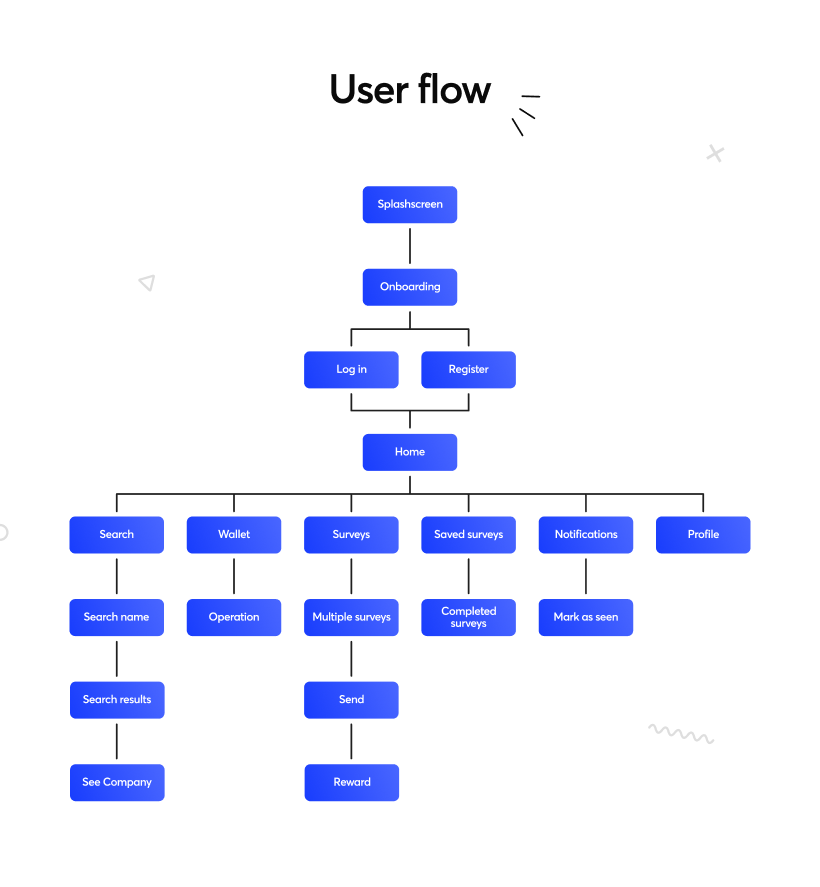 User flow
Splashscreen
Onboarding
Log in
Register
Home
Search
Wallet
Surveys
Saved surveys
Notifications
Profile
Search name
Operation
Multiple surveys
Completed
surveys
Mark as seen
Search results
Send
See Company
Reward